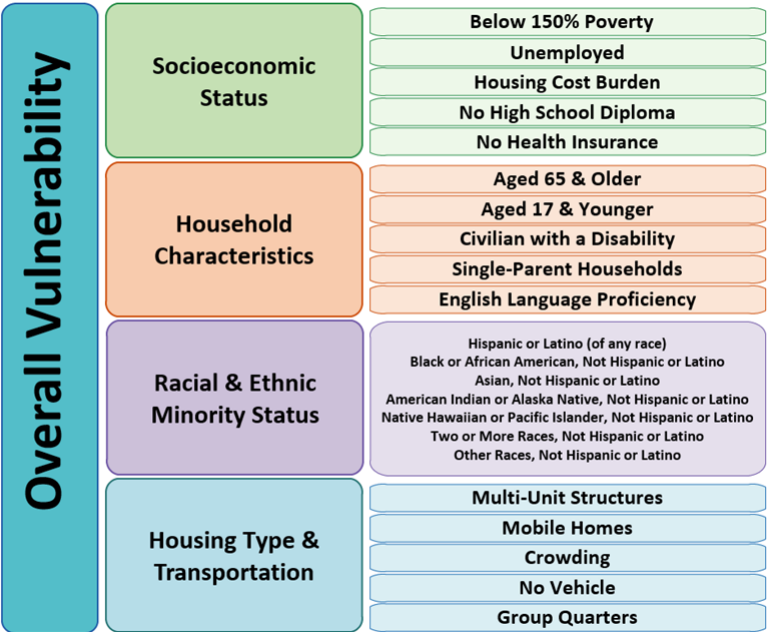 Overall Vulnerability
Socioeconomic
Status
Below 150% Poverty
Unemployed
Housing Cost Burden
No High School Diploma
No Health Insurance
Household
Characteristics
Aged 65 & Older
Aged 17 & Younger
Civilian with a Disability
Single-Parent Households
English Language Proficiency
Racial & Ethnic
Minority Status
Hispanic or Latino (of any race)
Black or African American, Not Hispanic or Latino
Asian, Not Hispanic or Latino
American Indian or Alaska Native, Not Hispanic or Latino
Native Hawaiian or Pacific Islander, Not Hispanic or Latino
Two or More Races, Not Hispanic or Latino
Other Races, Not Hispanic or Latino
Housing Type &
Transportation
Multi-Unit Structures
Mobile Homes
Crowding
No Vehicle
Group Quarters